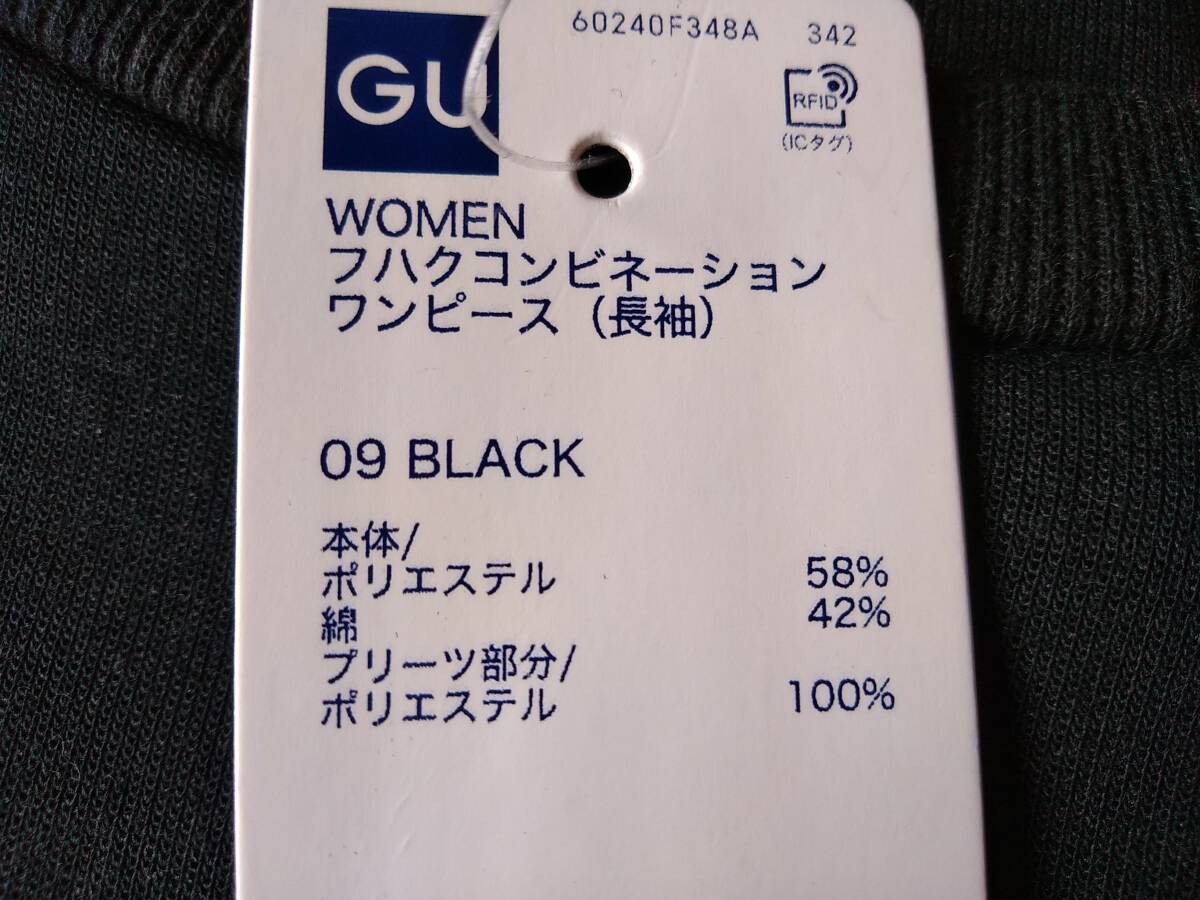 60240F348A 342
GU
RFID
(ICタグ)
WOMEN
フハクコンビネーション
ワンピース（長袖）
09 BLACK
本体/
ポリエステル 58%
綿 42%
プリーツ部分/
ポリエステル 100%